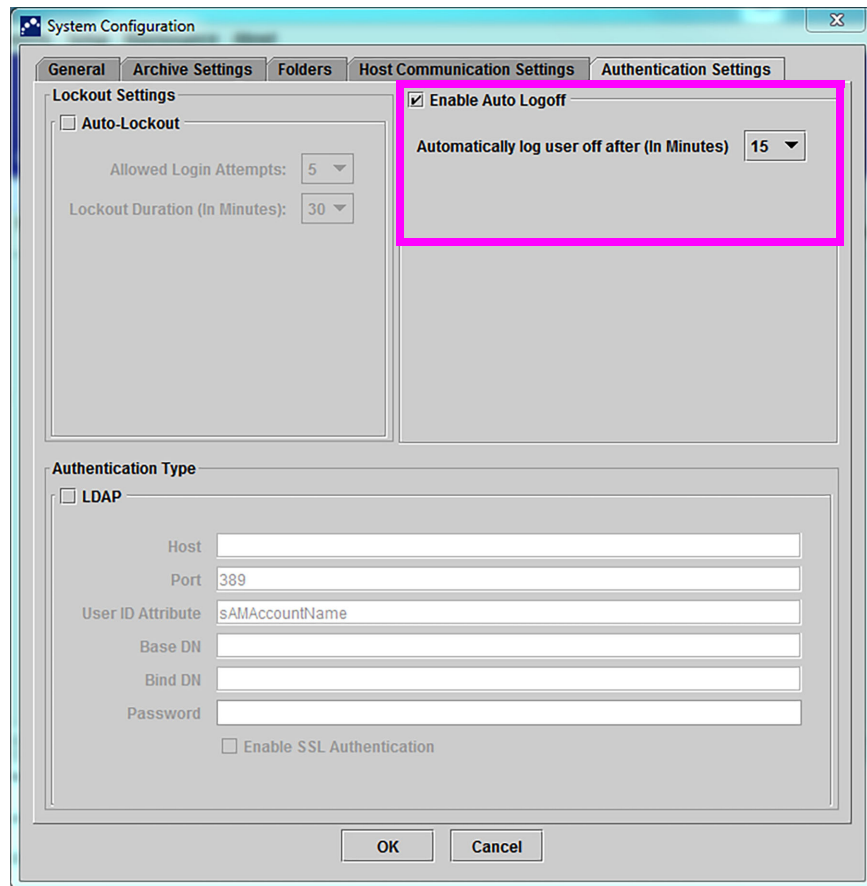 System Configuration
General Archive Settings Folders Host Communication Settings Authentication Settings
Lockout Settings
Auto-Lockout
Allowed Login Attempts: 5
Lockout Duration (In Minutes): 30
Enable Auto Logoff
Automatically log user off after (In Minutes) 15
Authentication Type
LDAP
Host
Port 389
User ID Attribute sAMAccountName
Base DN
Bind DN
Password
Enable SSL Authentication
OK Cancel